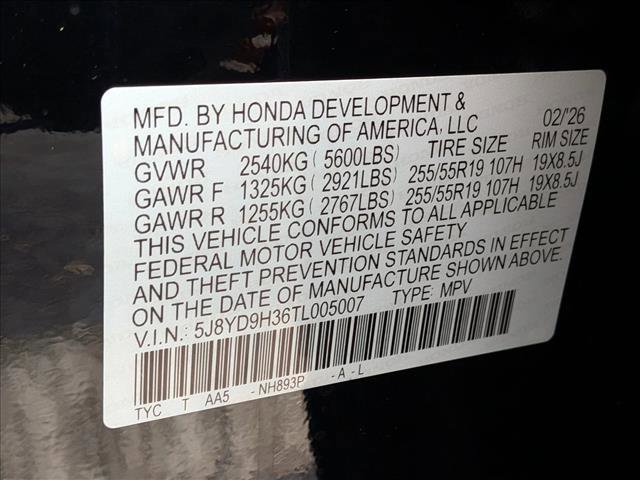 MFD. BY HONDA DEVELOPMENT & 02/'26
MANUFACTURING OF AMERICA, LLC
TIRE SIZE RIM SIZE
GVWR 2540KG ( 5600LBS)
GAWR F 1325KG ( 2921LBS) 255/55R19 107H 19X8.5J
GAWR R 1255KG ( 2767LBS) 255/55R19 107H 19X8.5J
THIS VEHICLE CONFORMS TO ALL APPLICABLE
FEDERAL MOTOR VEHICLE SAFETY
AND THEFT PREVENTION STANDARDS IN EFFECT
ON THE DATE OF MANUFACTURE SHOWN ABOVE.
V.I.N.: 5J8YD9H36TL005007 TYPE: MPV
TYC T AA5 - NH893P - A - L